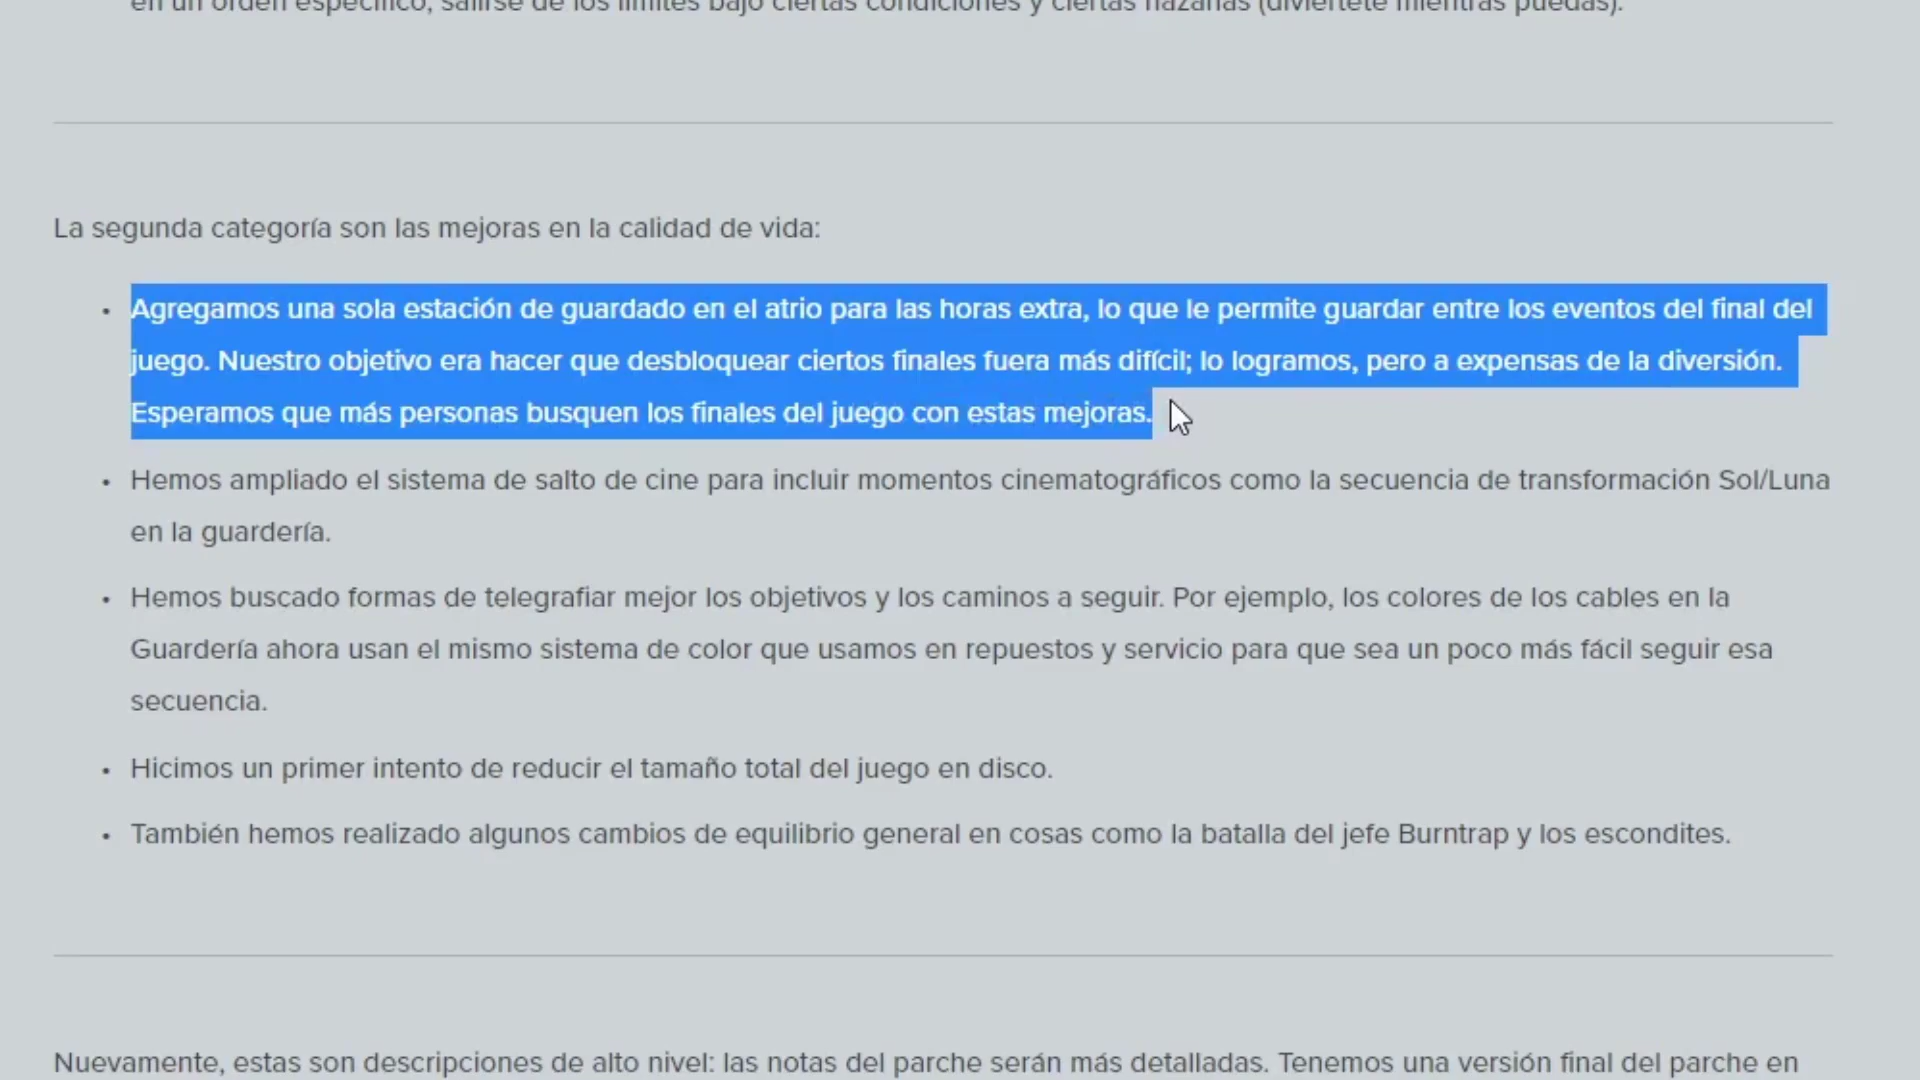 en un orden específico, salirse de los límites bajo ciertas condiciones y ciertas hazañas (diviértete mientras puedas).
La segunda categoría son las mejoras en la calidad de vida:
• Agregamos una sola estación de guardado en el atrio para las horas extra, lo que le permite guardar entre los eventos del final del
juego. Nuestro objetivo era hacer que desbloquear ciertos finales fuera más difícil; lo logramos, pero a expensas de la diversión.
Esperamos que más personas busquen los finales del juego con estas mejoras.
• Hemos ampliado el sistema de salto de cine para incluir momentos cinematográficos como la secuencia de transformación Sol/Luna
en la guardería.
• Hemos buscado formas de telegrafiar mejor los objetivos y los caminos a seguir. Por ejemplo, los colores de los cables en la
Guardería ahora usan el mismo sistema de color que usamos en repuestos y servicio para que sea un poco más fácil seguir esa
secuencia.
• Hicimos un primer intento de reducir el tamaño total del juego en disco.
• También hemos realizado algunos cambios de equilibrio general en cosas como la batalla del jefe Burntrap y los escondites.
Nuevamente, estas son descripciones de alto nivel: las notas del parche serán más detalladas. Tenemos una versión final del parche en